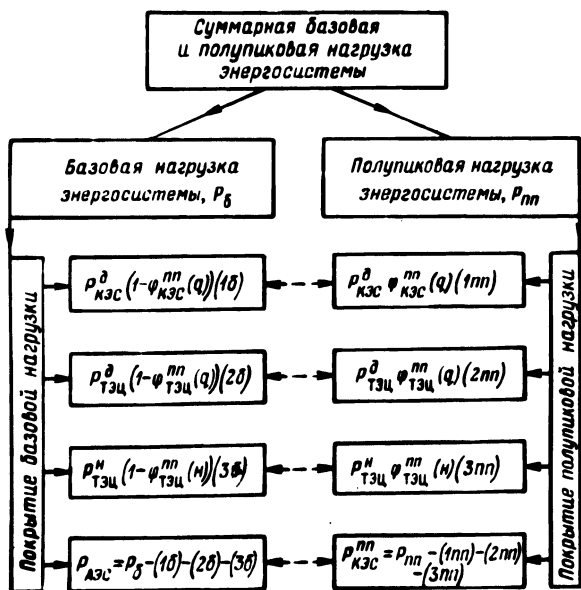 Суммарная базовая
и полупиковая нагрузка
энергосистемы
Базовая нагрузка
энергосистемы, Pб
Полупиковая нагрузка
энергосистемы, Pпп
Покрытие базовой нагрузки
P^д_КЭС (1-φ^пп_КЭС (q))(1б)
P^д_КЭС φ^пп_КЭС (q) (1пп)
P^д_ТЭЦ (1-φ^пп_ТЭЦ (q))(2б)
P^д_ТЭЦ φ^пп_ТЭЦ (q) (2пп)
P^н_ТЭЦ (1-φ^пп_ТЭЦ (н))(3б)
P^н_ТЭЦ φ^пп_ТЭЦ (н) (3пп)
P_АЭС = Pб -(1б)-(2б)-(3б)
P^пп_КЭС = Pпп -(1пп)-(2пп)
-(3пп)
Покрытие полупиковой нагрузки